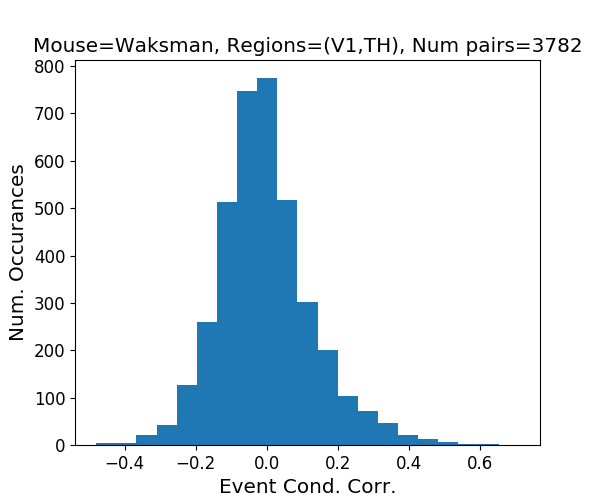 Mouse=Waksman, Regions=(V1,TH), Num pairs=3782
800
700
600
500
400
300
200
100
0
Num. Occurances
−0.4 −0.2 0.0 0.2 0.4 0.6
Event Cond. Corr.